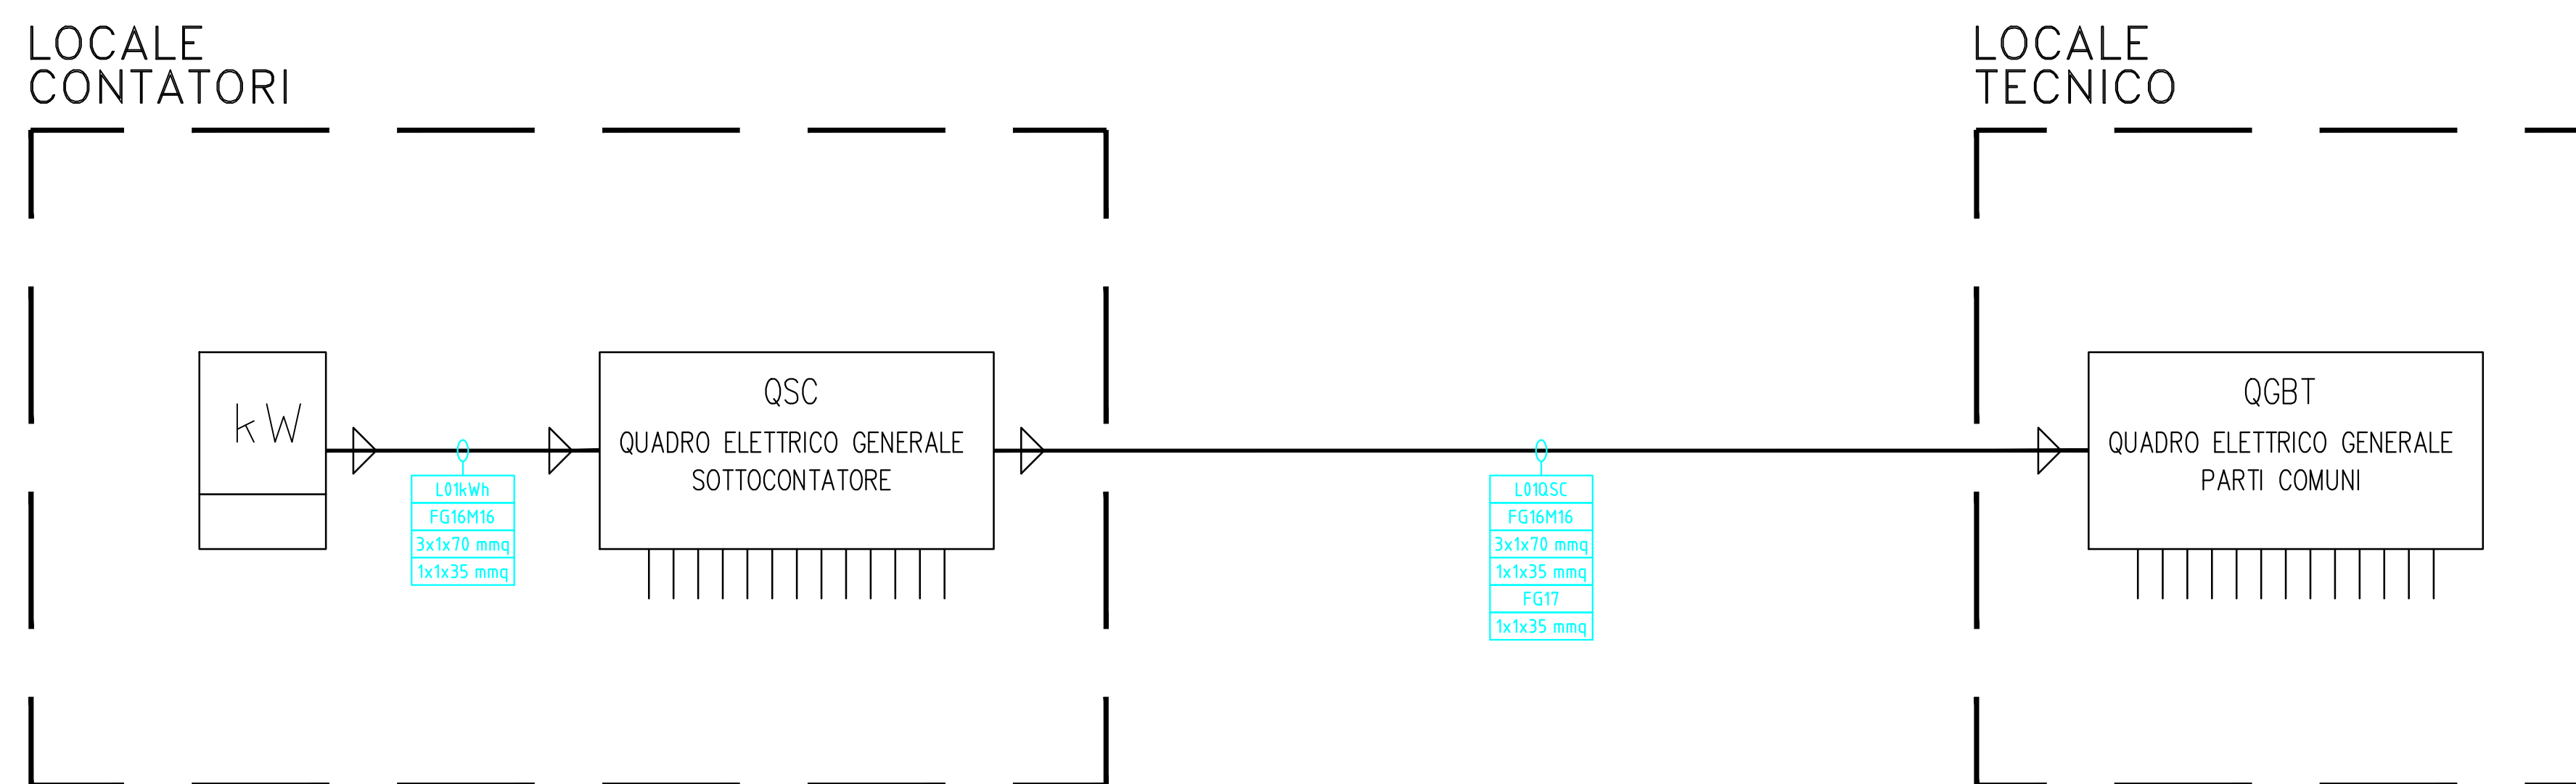 LOCALE
CONTATORI
LOCALE
TECNICO
kW
L01kWh
FG16M16
3x1x70 mmq
1x1x35 mmq
QSC
QUADRO ELETTRICO GENERALE
SOTTOCONTATORE
L01QSC
FG16M16
3x1x70 mmq
1x1x35 mmq
FG17
1x1x35 mmq
QGBT
QUADRO ELETTRICO GENERALE
PARTI COMUNI